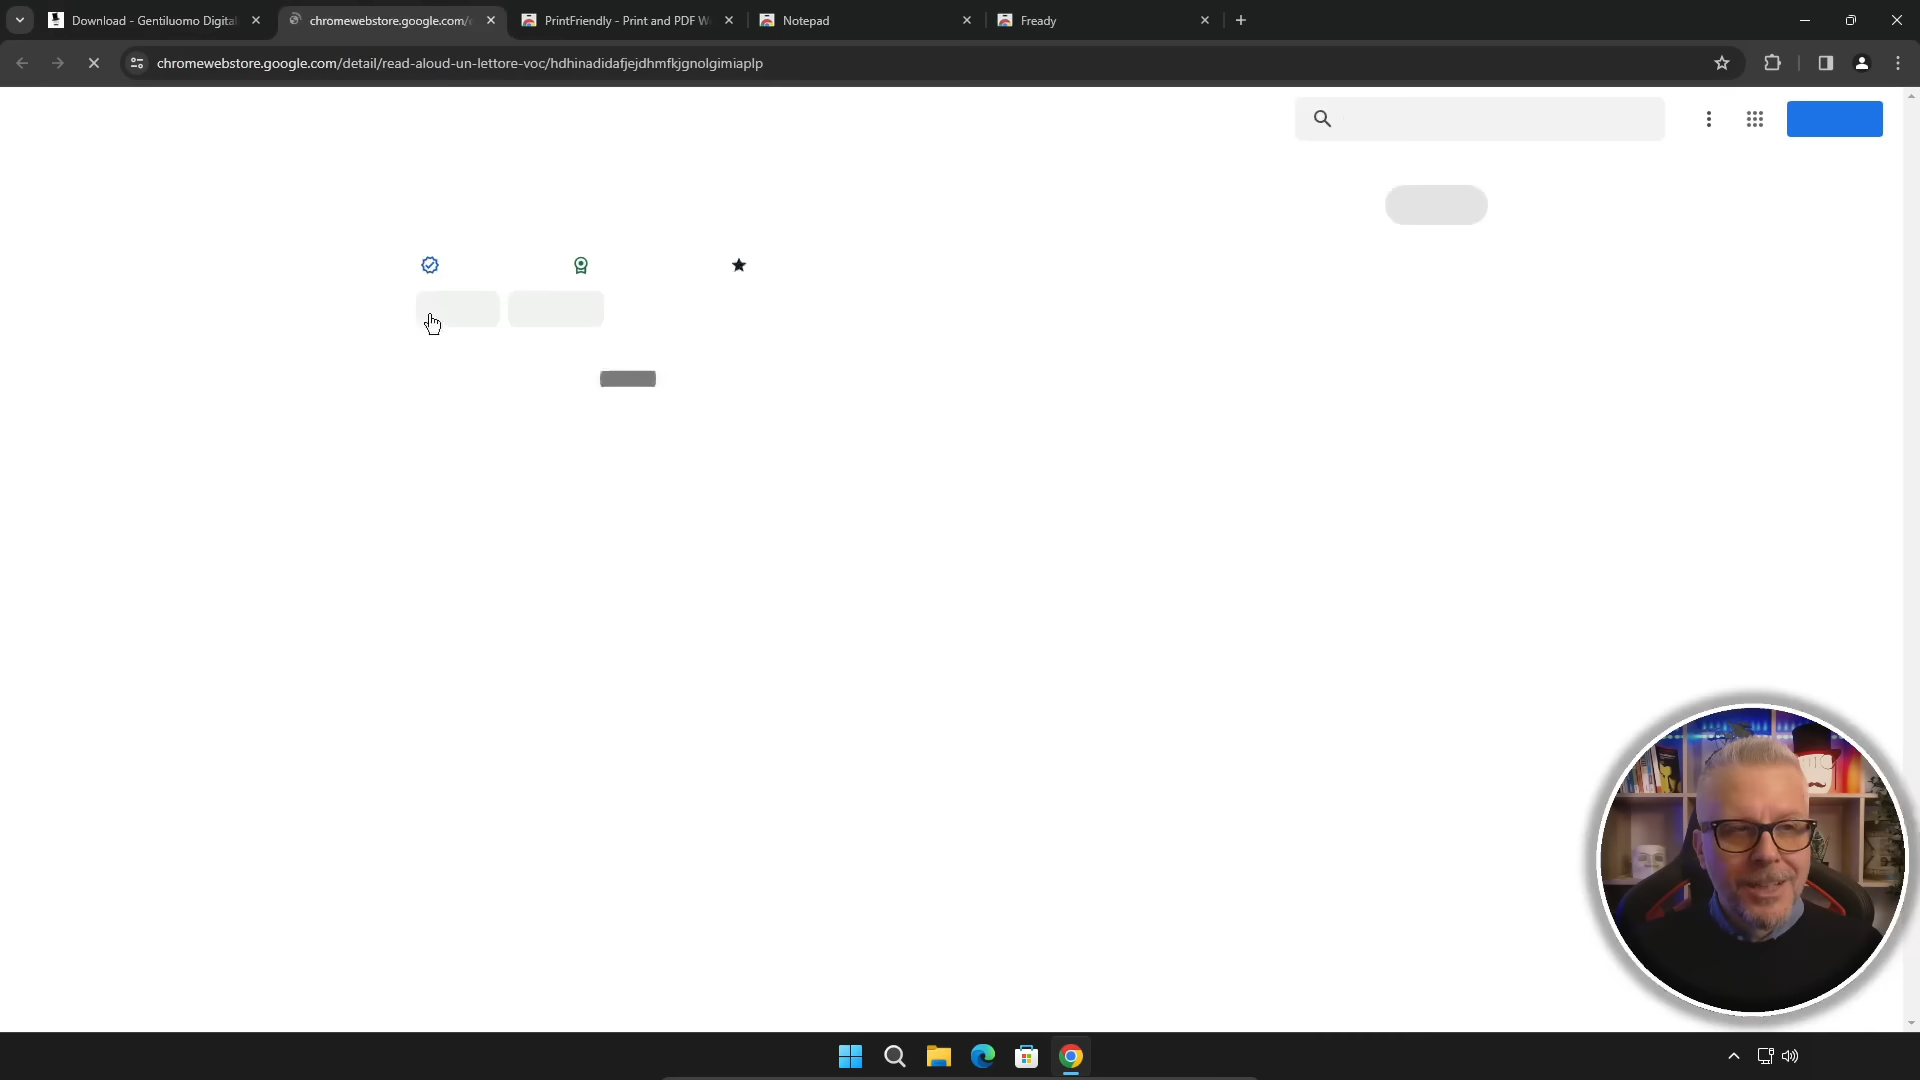 Download - Gentiluomo Digital
chromewebstore.google.com/
PrintFriendly - Print and PDF W
Notepad
Fready
chromewebstore.google.com/detail/read-aloud-un-lettore-voc/hdhinadidafjejdhmfkjgnolgimiaplp